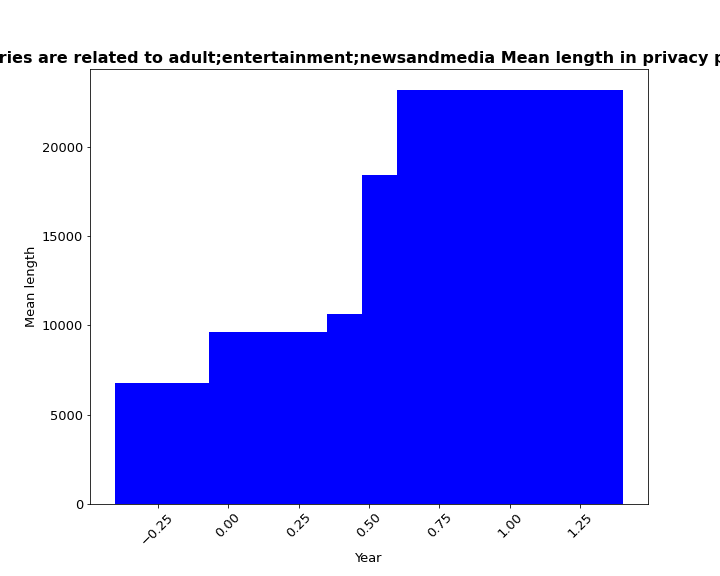 ries are related to adult;entertainment;newsandmedia Mean length in privacy p
20000
15000
10000
5000
0
Mean length
−0.25 0.00 0.25 0.50 0.75 1.00 1.25
Year